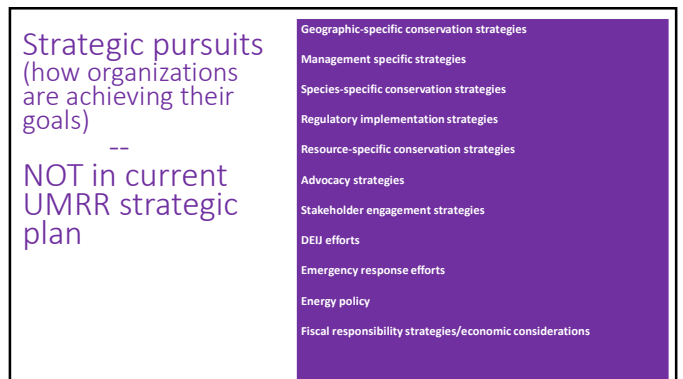 Strategic pursuits
(how organizations
are achieving their
goals)
--
NOT in current
UMRR strategic
plan
Geographic-specific conservation strategies
Management specific strategies
Species-specific conservation strategies
Regulatory implementation strategies
Resource-specific conservation strategies
Advocacy strategies
Stakeholder engagement strategies
DEIJ efforts
Emergency response efforts
Energy policy
Fiscal responsibility strategies/economic considerations